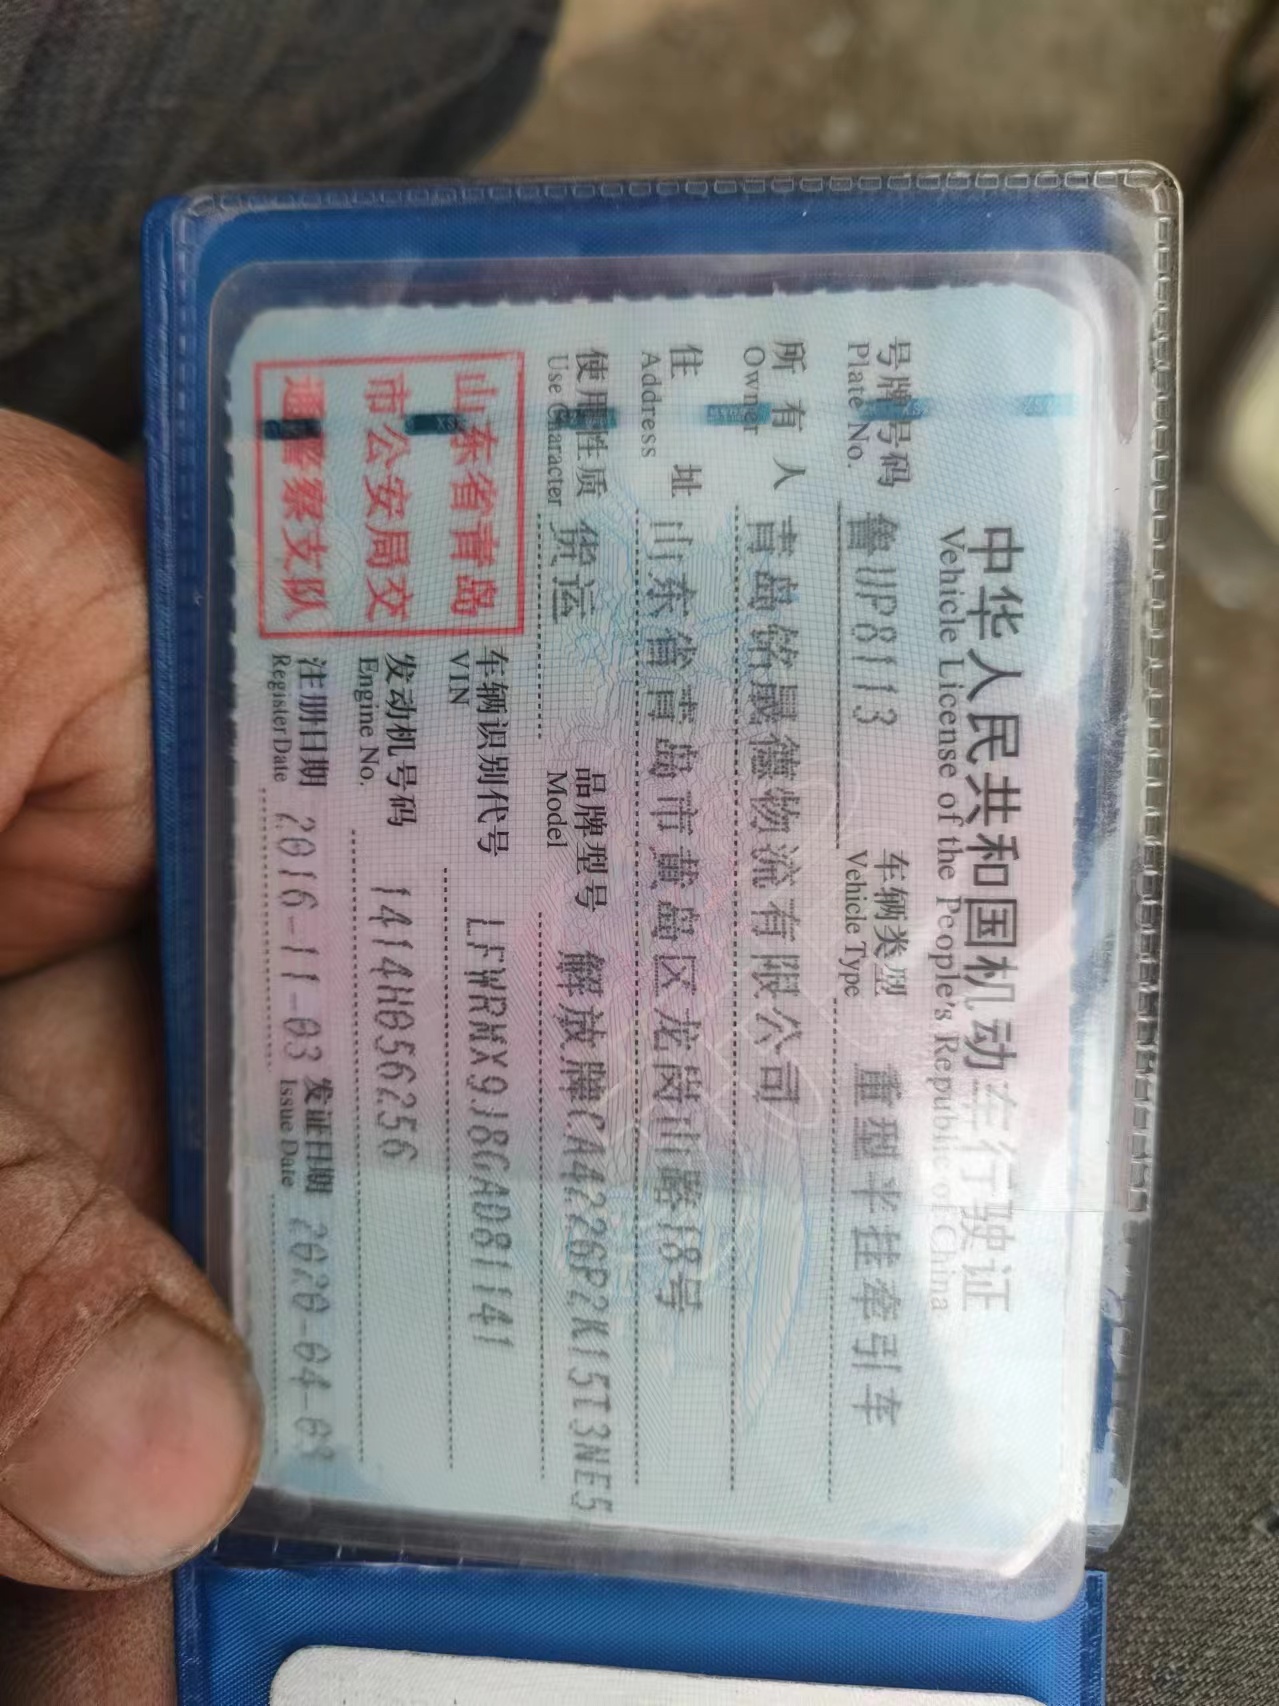 中华人民共和国机动车行驶证
Vehicle License of the People's Republic of China
号牌号码 鲁UP8113 车辆类型 重型半挂牵引车
Plate No. Vehicle Type
所有人 青岛铭晟德物流有限公司
Owner
住址 山东省青岛市黄岛区龙岗山路18号
Address
使用性质 货运 品牌型号 解放牌CA4226P2K15T3NE5
Use Character Model
山东省青岛
市公安局交
通警察支队
车辆识别代号 LFWRMX9J8GAD81141
VIN
发动机号码 1414H056256
Engine No.
注册日期 2016-11-03 发证日期 2020-04-08
Register Date Issue Date